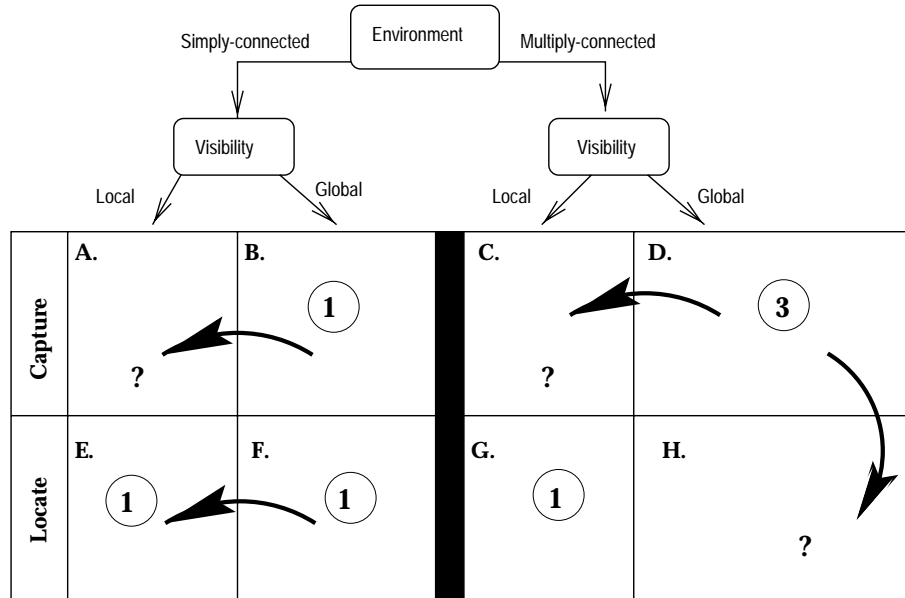 Environment
Simply-connected
Multiply-connected
Visibility
Visibility
Local
Global
Local
Global
Capture
A.
B.
C.
D.
1
3
?
?
Locate
E.
F.
G.
H.
1
1
1
?